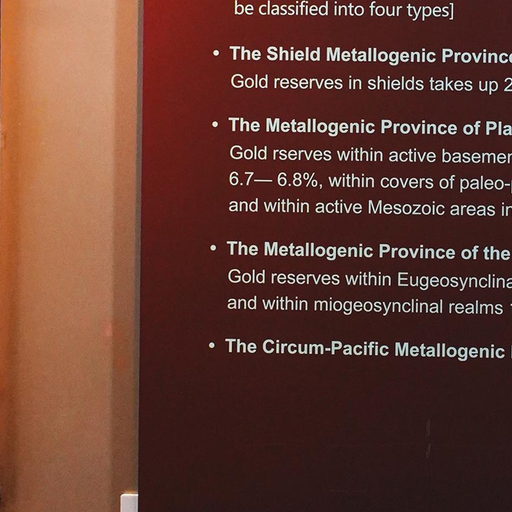 be classified into four types]
• The Shield Metallogenic Province
Gold reserves in shields takes up 2
• The Metallogenic Province of Pla
Gold rserves within active basemen
6.7— 6.8%, within covers of paleo-
and within active Mesozoic areas in
• The Metallogenic Province of the
Gold reserves within Eugeosynclina
and within miogeosynclinal realms
• The Circum-Pacific Metallogenic